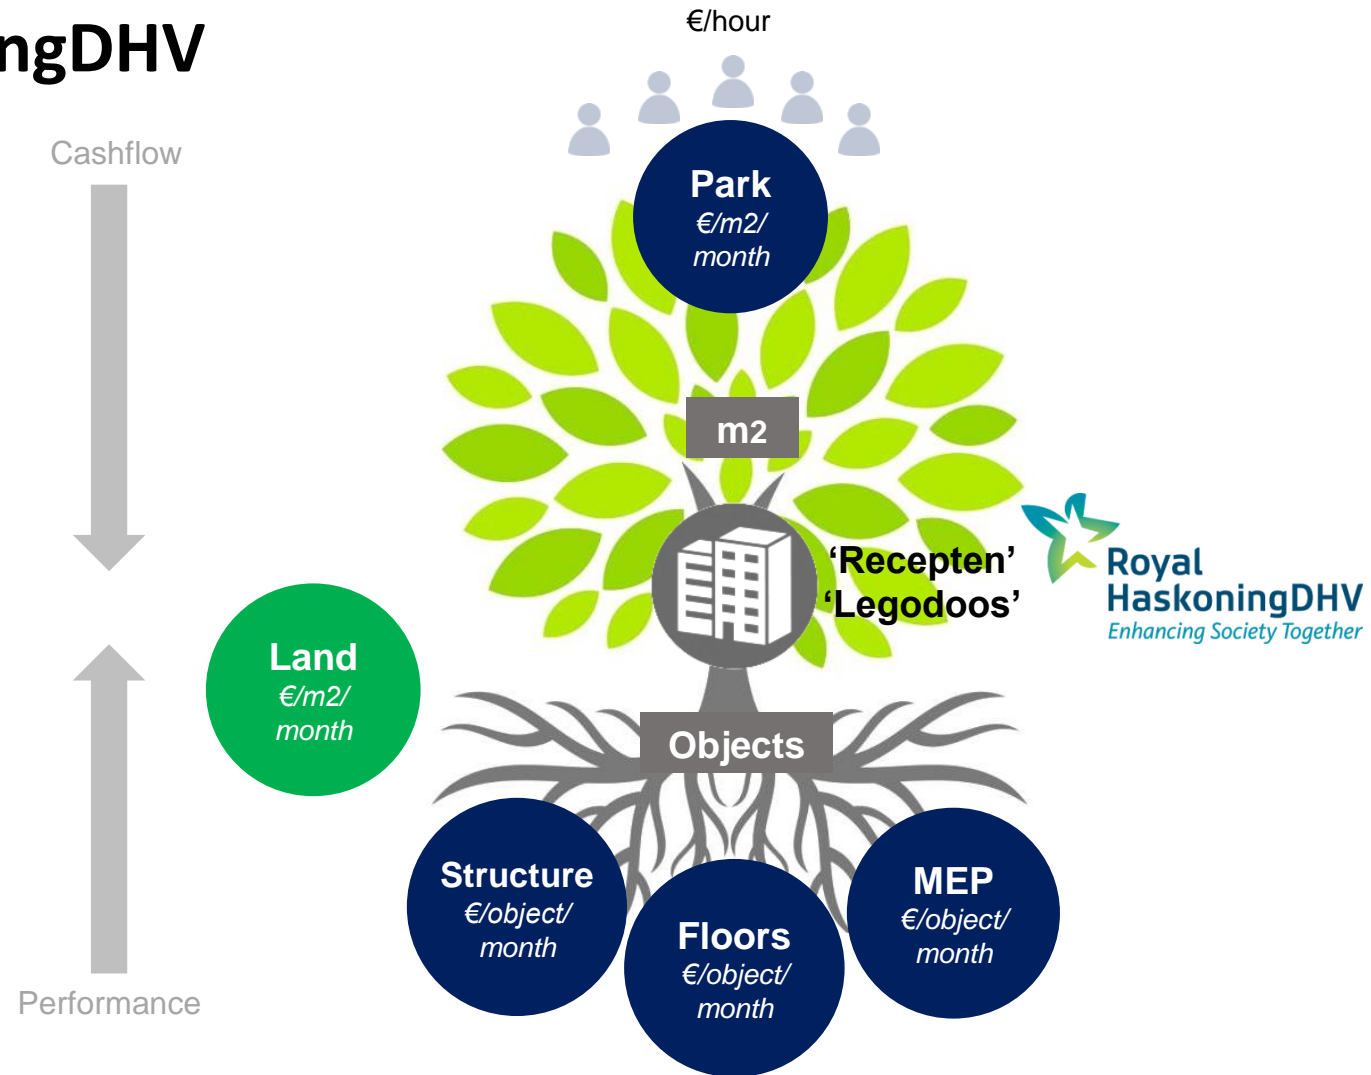 ngDHV
€/hour
Cashflow
Park
€/m2/
month
m2
‘Recepten’
‘Legodoos’
Royal
HaskoningDHV
Enhancing Society Together
Land
€/m2/
month
Objects
Structure
€/object/
month
Floors
€/object/
month
MEP
€/object/
month
Performance